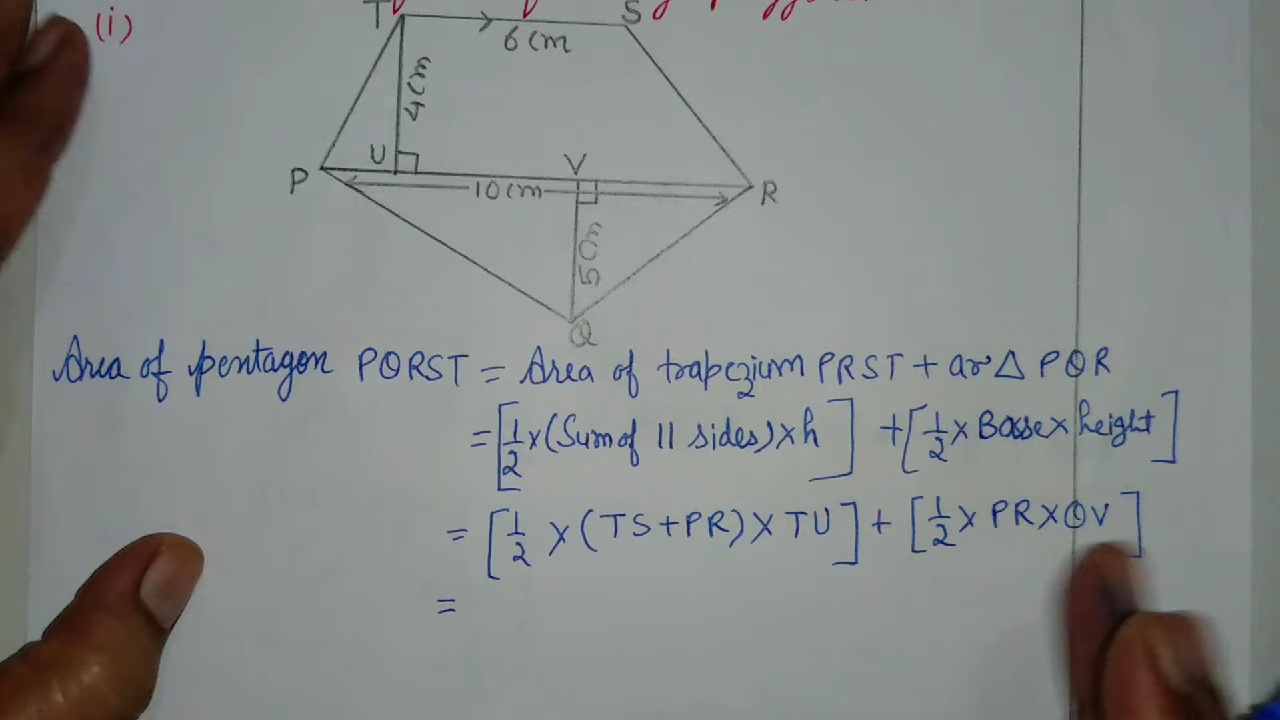 (i)
T S
6 cm
4 cm
U V
P 10 cm R
5 cm
Q
Area of pentagon PQRST = Area of trapezium PRST + ar Δ PQR
= [1/2 × (Sum of || sides) × h] + [1/2 × Base × height]
= [1/2 × (TS + PR) × TU] + [1/2 × PR × QV]
=